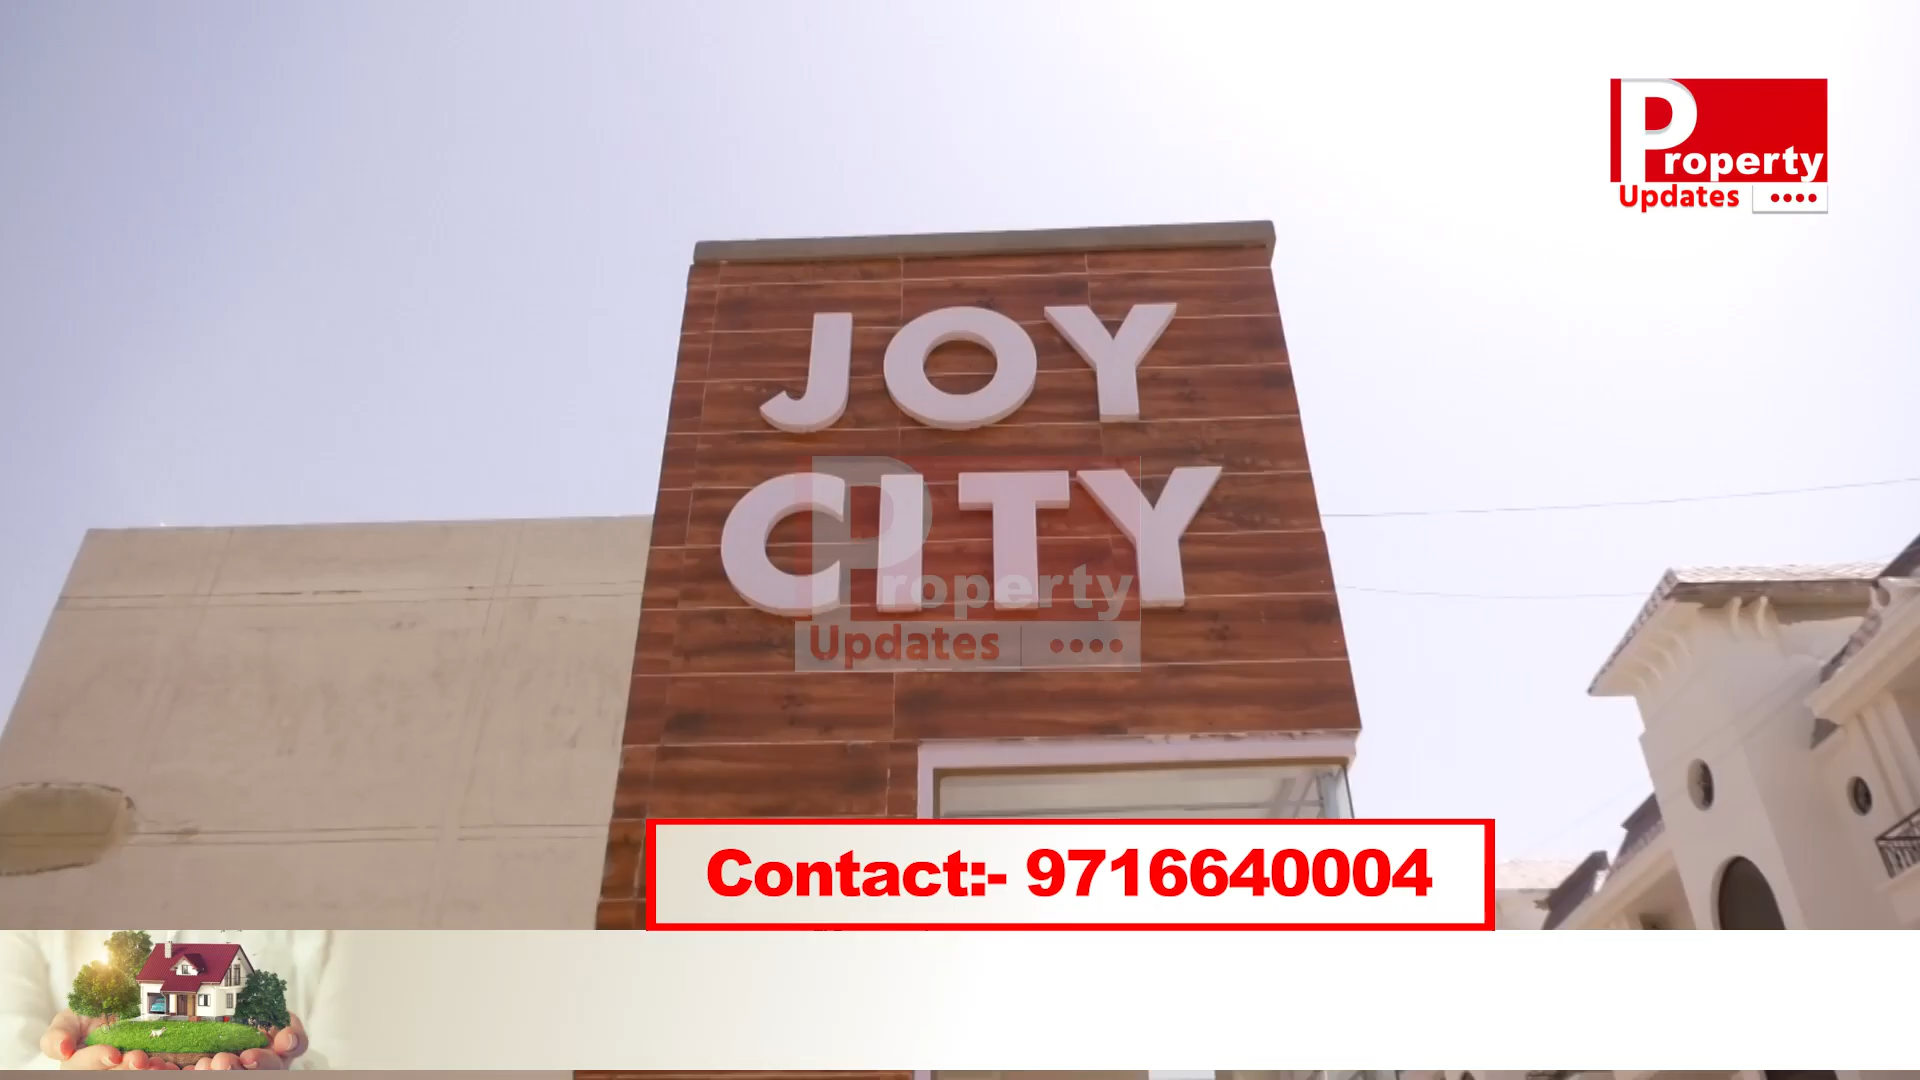 Property
Updates
JOY
CITY
Property
Updates
Contact:- 9716640004